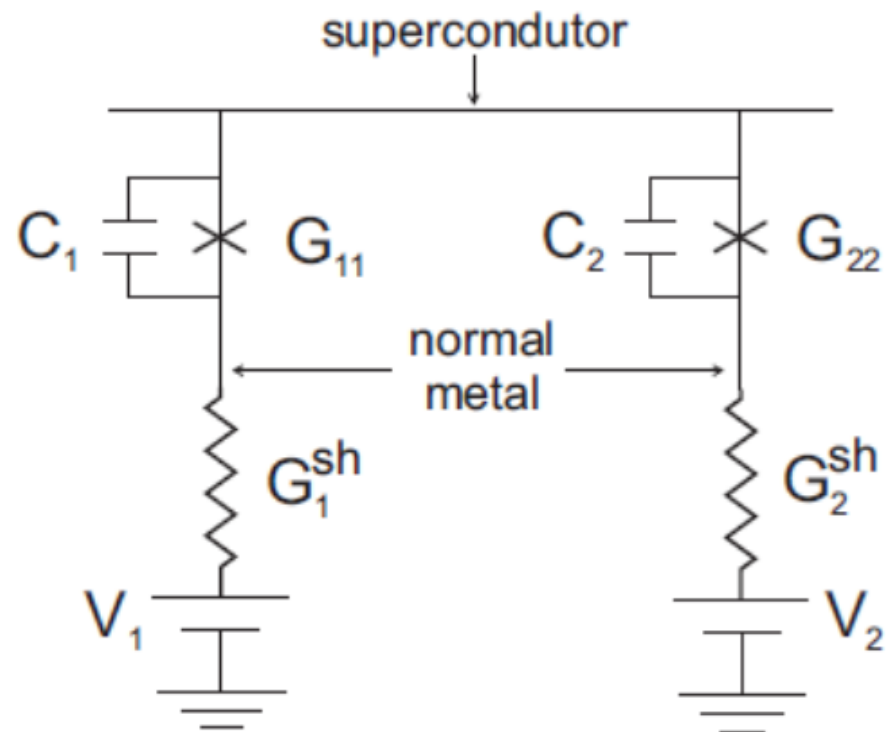 supercondutor
C₁ G₁₁ C₂ G₂₂
normal
metal
G₁ˢʰ G₂ˢʰ
V₁ V₂